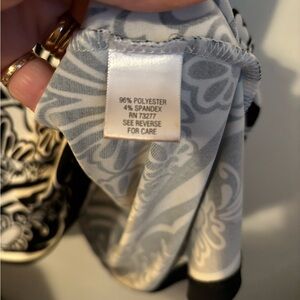 96% POLYESTER
4% SPANDEX
RN 73277
SEE REVERSE
FOR CARE